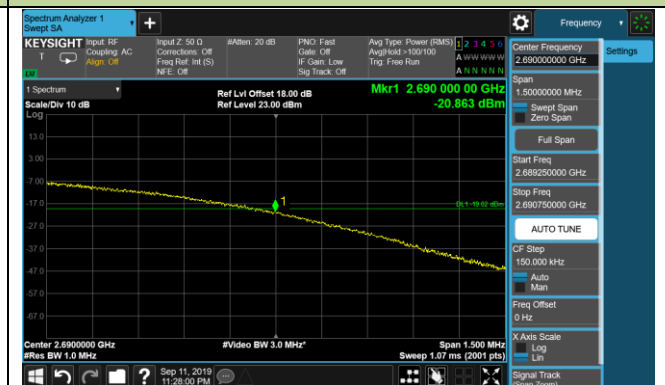 Spectrum Analyzer 1
Swept SA
Frequency
KEYSIGHT
Input: RF
Coupling: AC
Align: Off
Input Z: 50 Ω
Corrections: Off
Freq Ref: Int (S)
NFE: Off
#Atten: 20 dB
PNO: Fast
Gate: Off
IF Gain: Low
Sig Track: Off
Avg Type: Power (RMS)
Avg|Hold: >100/100
Trig: Free Run
1 2 3 4 5 6
A W W W W W
A N N N N N
T
LXI
1 Spectrum
Scale/Div 10 dB
Log
Ref Lvl Offset 18.00 dB
Ref Level 23.00 dBm
Mkr1 2.690 000 00 GHz
-20.863 dBm
13.0
3.00
-7.00
-17.0
-27.0
-37.0
-47.0
-57.0
-67.0
1
DL1 -19.02 dBm
Center 2.6900000 GHz
#Res BW 1.0 MHz
#Video BW 3.0 MHz*
Span 1.500 MHz
Sweep 1.07 ms (2001 pts)
Sep 11, 2019
11:28:00 PM
Center Frequency
2.690000000 GHz
Settings
Span
1.50000000 MHz
Swept Span
Zero Span
Full Span
Start Freq
2.689250000 GHz
Stop Freq
2.690750000 GHz
AUTO TUNE
CF Step
150.000 kHz
Auto
Man
Freq Offset
0 Hz
X Axis Scale
Log
Lin
Signal Track
(Span Zoom)